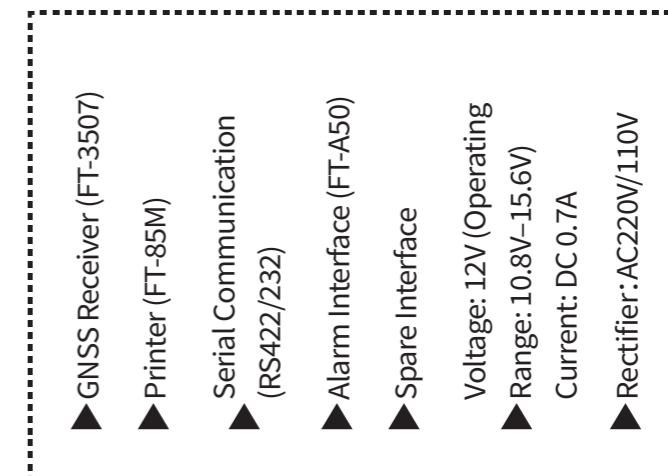 GNSS Receiver (FT-3507)
Printer (FT-85M)
Serial Communication
(RS422/232)
Alarm Interface (FT-A50)
Spare Interface
Voltage: 12V (Operating
Range: 10.8V–15.6V)
Current: DC 0.7A
Rectifier: AC220V/110V